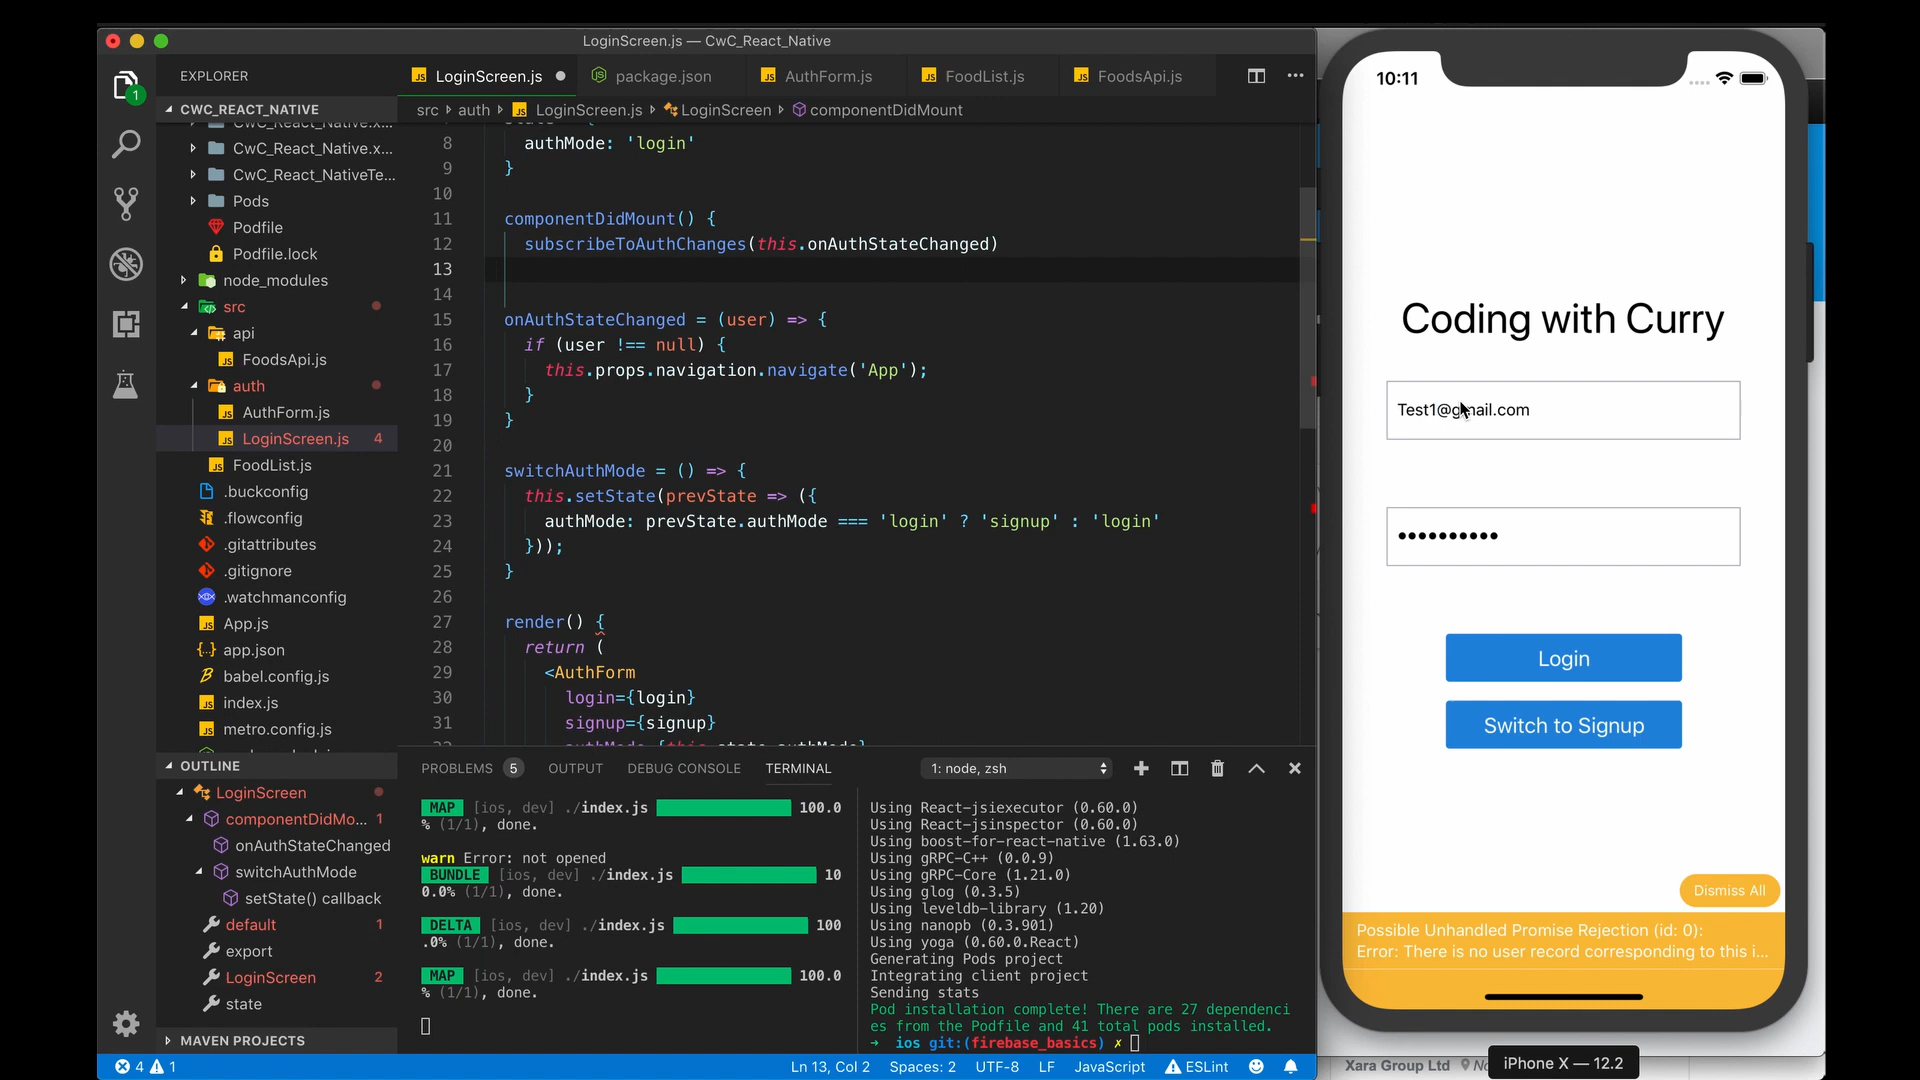 LoginScreen.js — CwC_React_Native
EXPLORER
LoginScreen.js
package.json
AuthForm.js
FoodList.js
FoodsApi.js
CWC_REACT_NATIVE
src
auth
LoginScreen.js
LoginScreen
componentDidMount
CwC_React_Native.x...
CwC_React_Native.x...
CwC_React_NativeTe...
Pods
Podfile
Podfile.lock
node_modules
src
api
FoodsApi.js
auth
AuthForm.js
LoginScreen.js 4
FoodList.js
.buckconfig
.flowconfig
.gitattributes
.gitignore
.watchmanconfig
App.js
app.json
babel.config.js
index.js
metro.config.js
1
8 authMode: 'login'
9 }
10
11 componentDidMount() {
12 subscribeToAuthChanges(this.onAuthStateChanged)
13
14
15 onAuthStateChanged = (user) => {
16 if (user !== null) {
17 this.props.navigation.navigate('App');
18 }
19 }
20
21 switchAuthMode = () => {
22 this.setState(prevState => ({
23 authMode: prevState.authMode === 'login' ? 'signup' : 'login'
24 }));
25 }
26
27 render() {
28 return (
29 <AuthForm
30 login={login}
31 signup={signup}
authMode={this.state.authMode}
OUTLINE
LoginScreen
componentDidMo... 1
onAuthStateChanged
switchAuthMode
setState() callback
default 1
export
LoginScreen 2
state
MAVEN PROJECTS
PROBLEMS 5
OUTPUT
DEBUG CONSOLE
TERMINAL
1: node, zsh
MAP [ios, dev] ./index.js 100.0
% (1/1), done.
warn Error: not opened
BUNDLE [ios, dev] ./index.js 10
0.0% (1/1), done.
DELTA [ios, dev] ./index.js 100
.0% (1/1), done.
MAP [ios, dev] ./index.js 100.0
% (1/1), done.
Using React-jsiexecutor (0.60.0)
Using React-jsinspector (0.60.0)
Using boost-for-react-native (1.63.0)
Using gRPC-C++ (0.0.9)
Using gRPC-Core (1.21.0)
Using glog (0.3.5)
Using leveldb-library (1.20)
Using nanopb (0.3.901)
Using yoga (0.60.0.React)
Generating Pods project
Integrating client project
Sending stats
Pod installation complete! There are 27 dependenci
es from the Podfile and 41 total pods installed.
→ ios git:(firebase_basics) ✗
4 1
Ln 13, Col 2
Spaces: 2
UTF-8
LF
JavaScript
ESLint
10:11
Coding with Curry
Test1@gmail.com
••••••••••
Login
Switch to Signup
Dismiss All
Possible Unhandled Promise Rejection (id: 0):
Error: There is no user record corresponding to this i...
Xara Group Ltd
iPhone X — 12.2